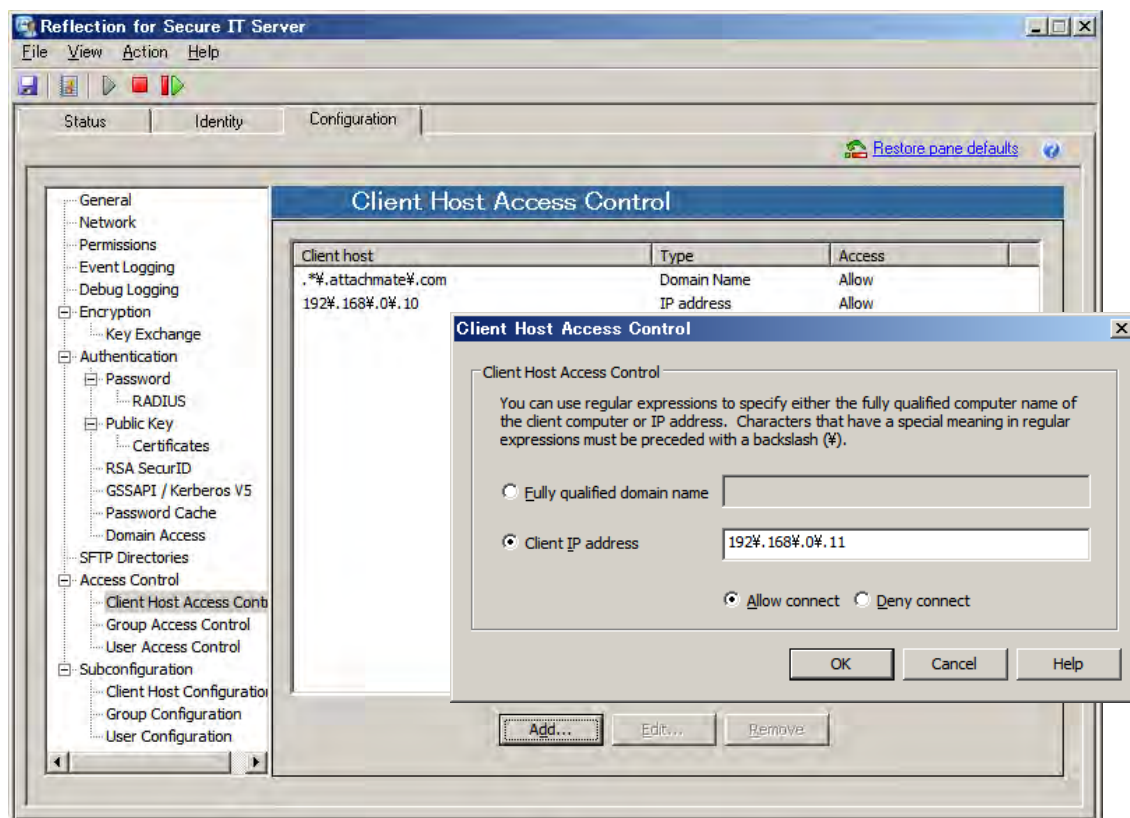 Reflection for Secure IT Server
File View Action Help
Status Identity Configuration
Restore pane defaults
General
Network
Permissions
Event Logging
Debug Logging
Encryption
Key Exchange
Authentication
Password
RADIUS
Public Key
Certificates
RSA SecurID
GSSAPI / Kerberos V5
Password Cache
Domain Access
SFTP Directories
Access Control
Client Host Access Cont
Group Access Control
User Access Control
Subconfiguration
Client Host Configuration
Group Configuration
User Configuration
Client Host Access Control
Client host Type Access
.*¥.attachmate¥.com Domain Name Allow
192¥.168¥.0¥.10 IP address Allow
Client Host Access Control
Client Host Access Control
You can use regular expressions to specify either the fully qualified computer name of
the client computer or IP address. Characters that have a special meaning in regular
expressions must be preceded with a backslash (¥).
Fully qualified domain name
Client IP address 192¥.168¥.0¥.11
Allow connect Deny connect
OK Cancel Help
Add... Edit... Remove